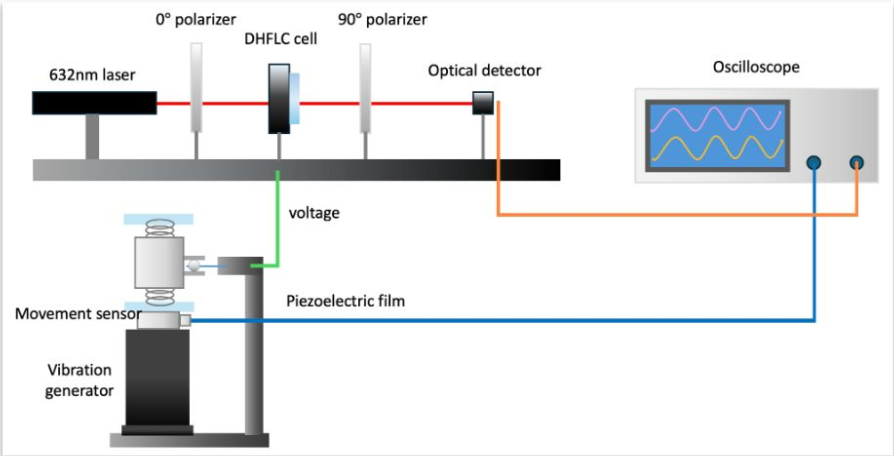 0° polarizer
90° polarizer
DHFLC cell
632nm laser
Optical detector
Oscilloscope
voltage
Piezoelectric film
Movement sensor
Vibration
generator